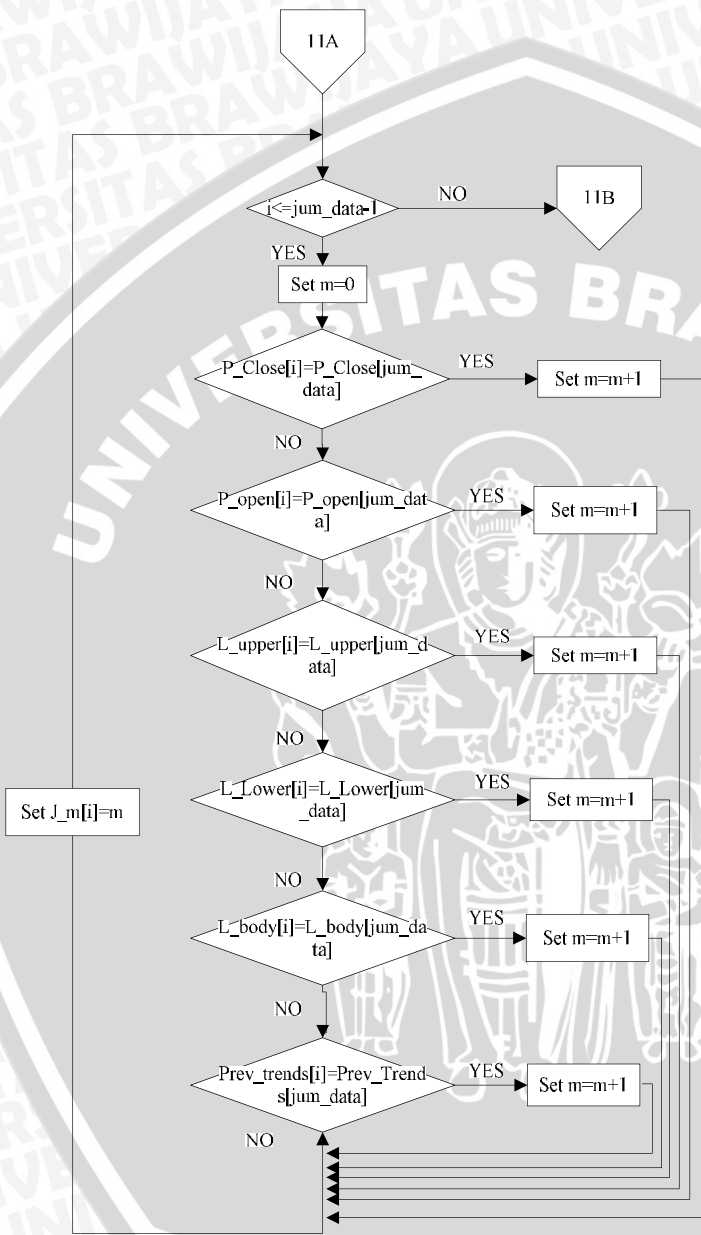 11A
i<=jum_data-1
NO
11B
YES
Set m=0
P_Close[i]=P_Close[jum_
data]
YES
Set m=m+1
NO
P_open[i]=P_open[jum_dat
a]
YES
Set m=m+1
NO
L_upper[i]=L_upper[jum_d
ata]
YES
Set m=m+1
NO
L_Lower[i]=L_Lower[jum
_data]
YES
Set m=m+1
Set J_m[i]=m
NO
L_body[i]=L_body[jum_da
ta]
YES
Set m=m+1
NO
Prev_trends[i]=Prev_Trend
s[jum_data]
YES
Set m=m+1
NO
UNIVERSITAS BRA